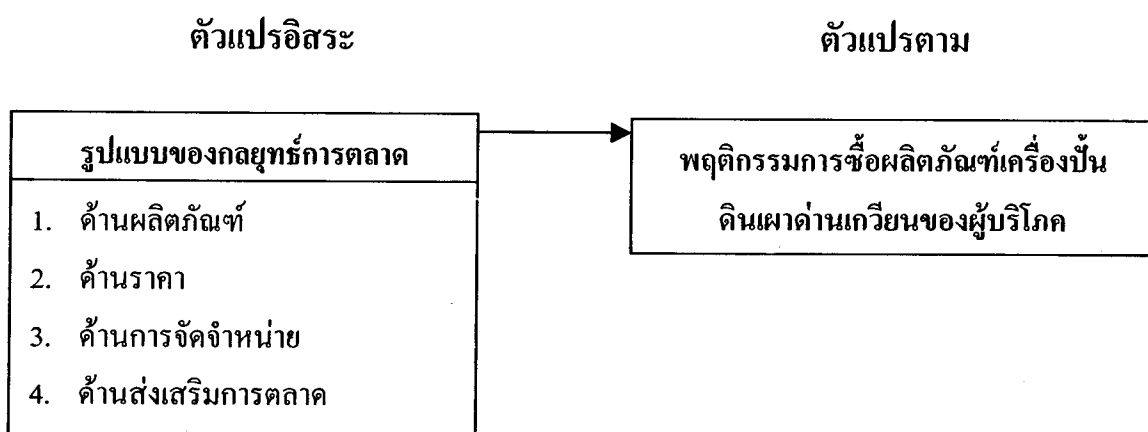 ตัวแปรอิสระ
ตัวแปรตาม
รูปแบบของกลยุทธ์การตลาด
1. ด้านผลิตภัณฑ์
2. ด้านราคา
3. ด้านการจัดจำหน่าย
4. ด้านส่งเสริมการตลาด
พฤติกรรมการซื้อผลิตภัณฑ์เครื่องปั้น
ดินเผาด่านเกวียนของผู้บริโภค